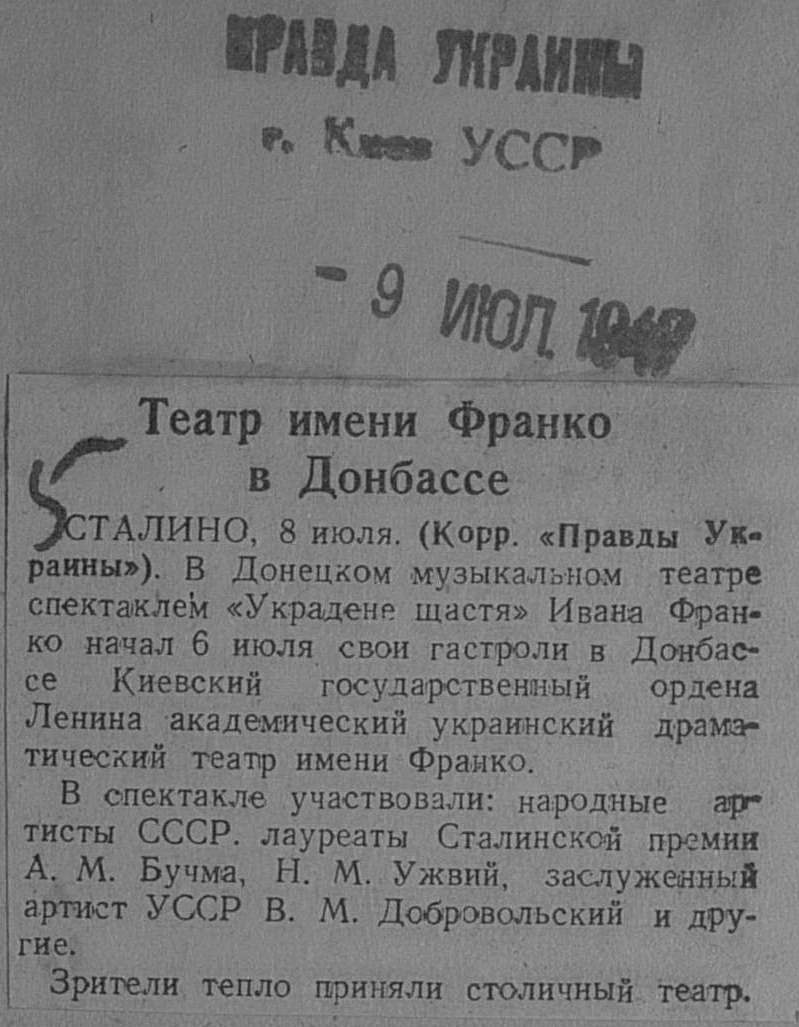 ПРАВДА УКРАИНЫ
г. Киев УССР
- 9 ИЮЛ. 1947
Театр имени Франко
в Донбассе
СТАЛИНО, 8 июля. (Корр. «Правды Ук-
раины»). В Донецком музыкальном театре
спектаклем «Украдене щастя» Ивана Фран-
ко начал 6 июля свои гастроли в Донбас-
се Киевский государственный ордена
Ленина академический украинский драма-
тический театр имени Франко.
В спектакле участвовали: народные ар-
тисты СССР. лауреаты Сталинской премии
А. М. Бучма, Н. М. Ужвий, заслуженный
артист УССР В. М. Добровольский и дру-
гие.
Зрители тепло приняли столичный театр.